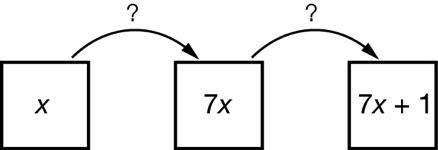 ? ?
x 7x 7x + 1